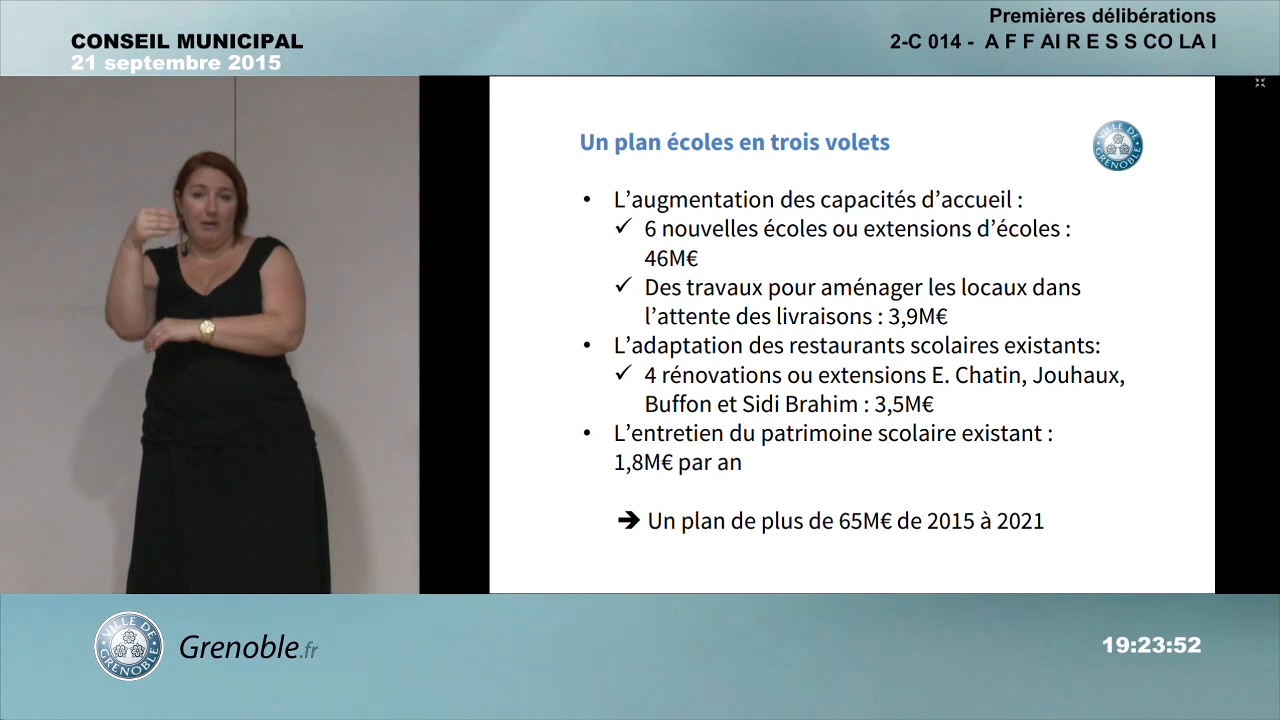 CONSEIL MUNICIPAL
21 septembre 2015
Premières délibérations
2-C 014 - A F F AI R E S S CO LA I
Un plan écoles en trois volets
VILLE DE GRENOBLE
• L’augmentation des capacités d’accueil :
✓ 6 nouvelles écoles ou extensions d’écoles :
46M€
✓ Des travaux pour aménager les locaux dans
l’attente des livraisons : 3,9M€
• L’adaptation des restaurants scolaires existants:
✓ 4 rénovations ou extensions E. Chatin, Jouhaux,
Buffon et Sidi Brahim : 3,5M€
• L’entretien du patrimoine scolaire existant :
1,8M€ par an
➔ Un plan de plus de 65M€ de 2015 à 2021
VILLE DE GRENOBLE
Grenoble.fr
19:23:52